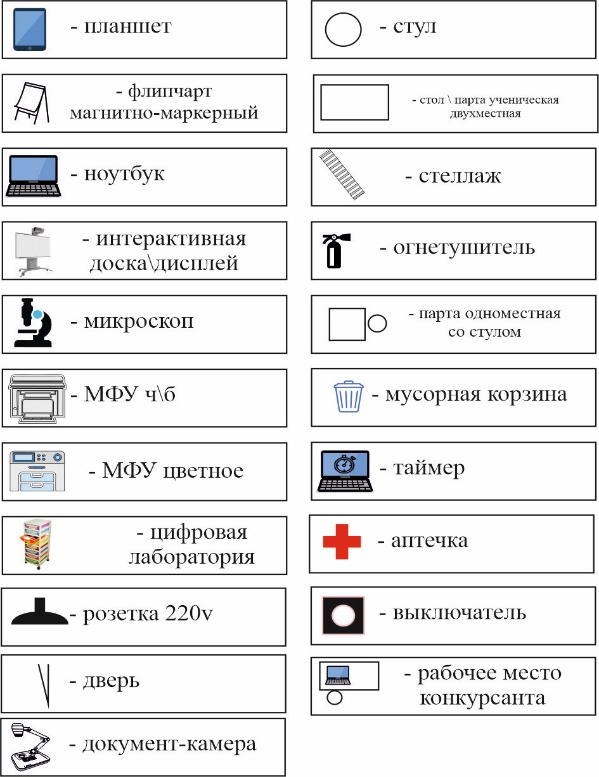 - планшет
- флипчарт
магнитно-маркерный
- ноутбук
- интерактивная
доска\дисплей
- микроскоп
- МФУ ч\б
- МФУ цветное
- цифровая
лаборатория
- розетка 220v
- дверь
- документ-камера
- стул
- стол \ парта ученическая
двухместная
- стеллаж
- огнетушитель
- парта одноместная
со стулом
- мусорная корзина
- таймер
- аптечка
- выключатель
- рабочее место
конкурсанта